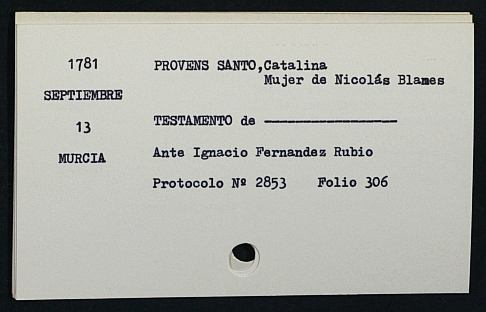 1781
SEPTIEMBRE
13
MURCIA
PROVENS SANTO,Catalina
Mujer de Nicolás Blames
TESTAMENTO de -----------------
Ante Ignacio Fernandez Rubio
Protocolo Nº 2853 Folio 306